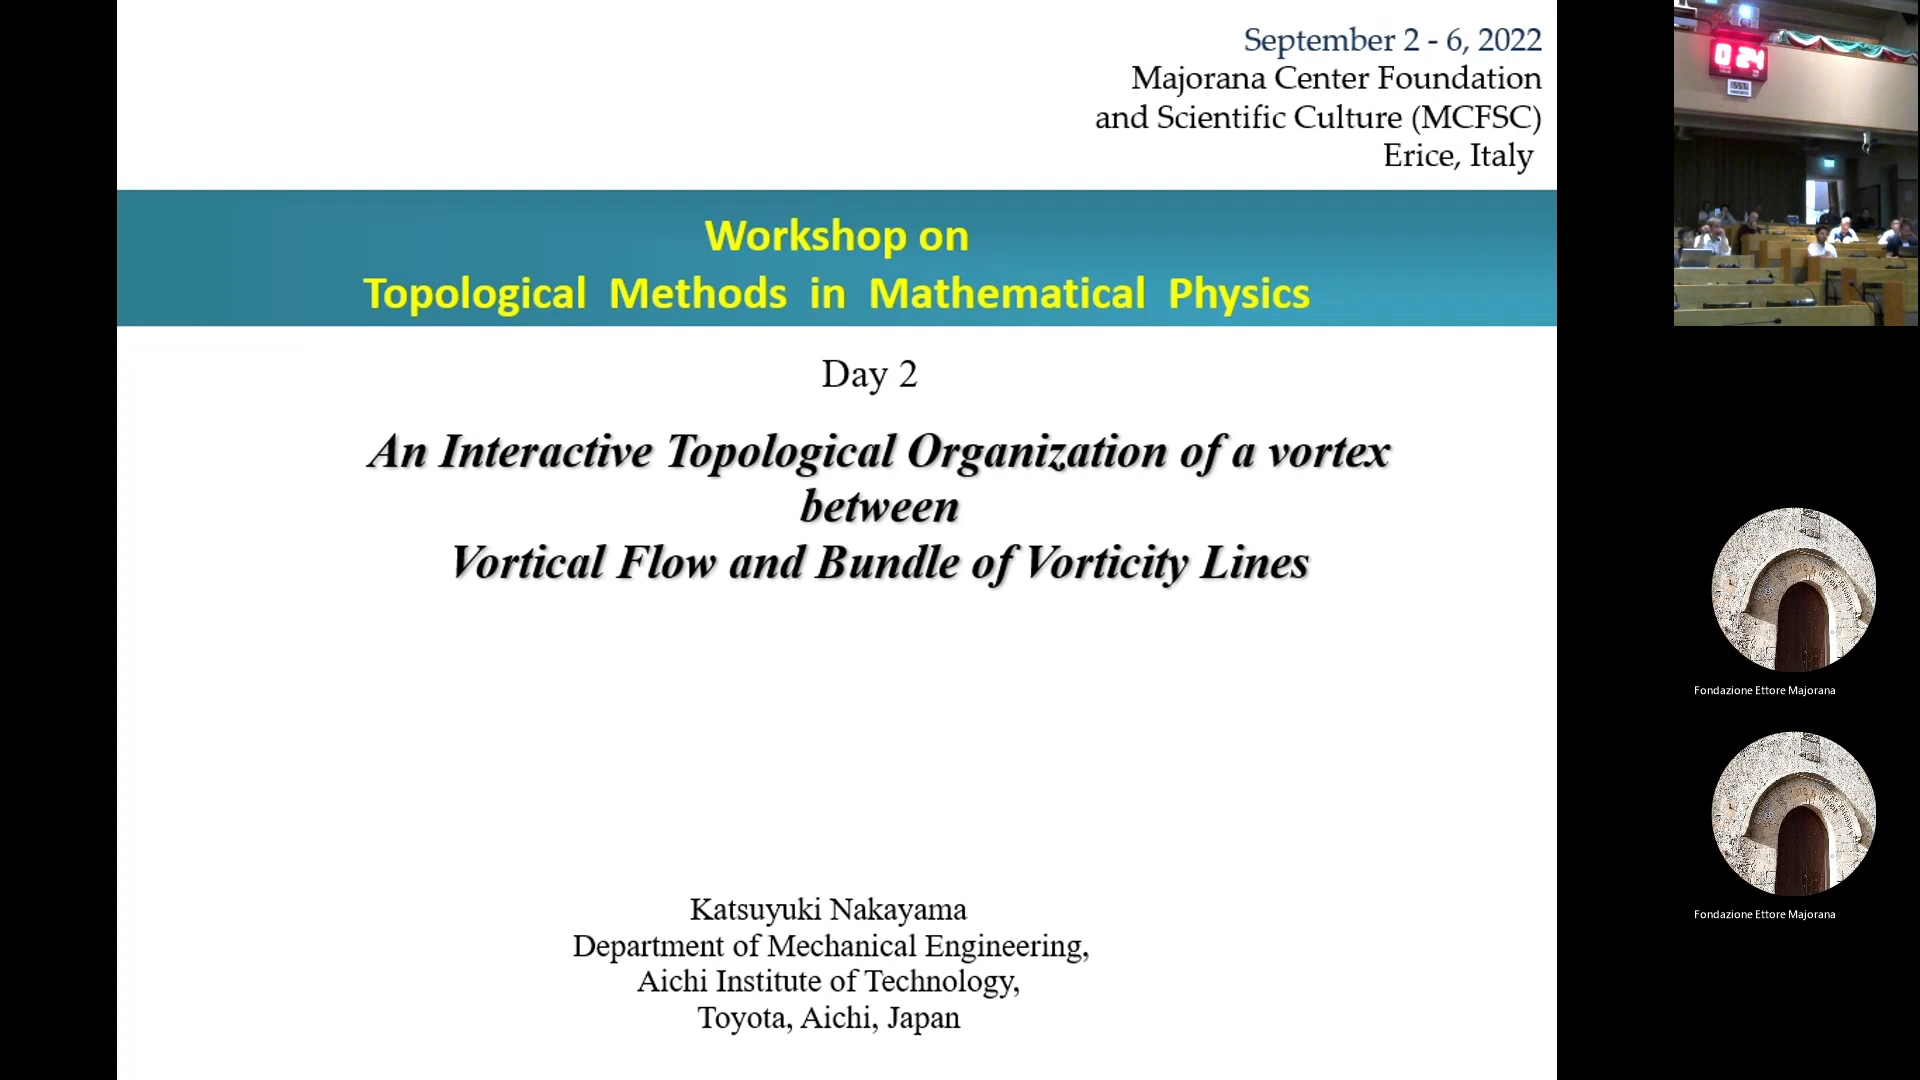 September 2 - 6, 2022
Majorana Center Foundation
and Scientific Culture (MCFSC)
Erice, Italy
Workshop on
Topological Methods in Mathematical Physics
Day 2
An Interactive Topological Organization of a vortex
between
Vortical Flow and Bundle of Vorticity Lines
Katsuyuki Nakayama
Department of Mechanical Engineering,
Aichi Institute of Technology,
Toyota, Aichi, Japan
0 24
Fondazione Ettore Majorana
Fondazione Ettore Majorana